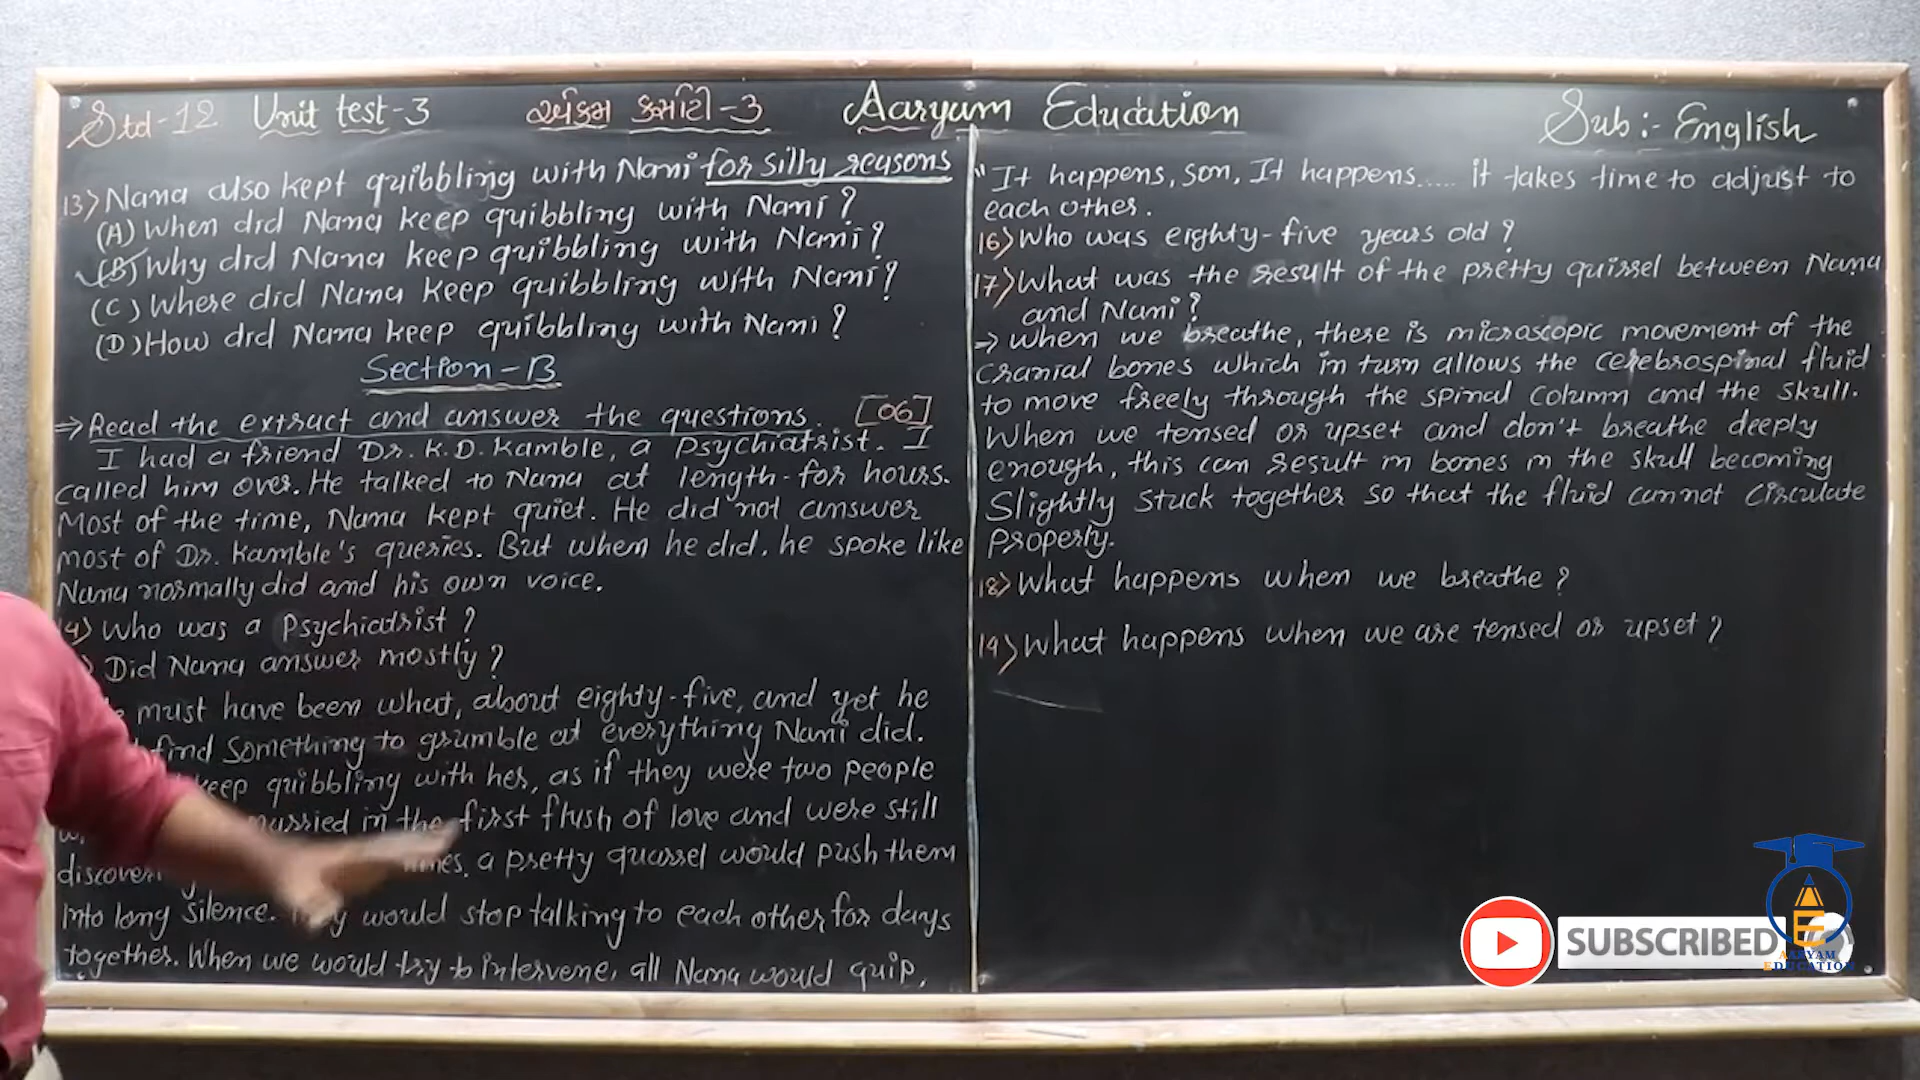 Std-12 Unit test-3 એકમ કસોટી-3 Aaryam Education Sub:- English
13) Nana also kept quibbling with Nani for silly reasons
(A) When did Nana keep quibbling with Nani?
(B) Why did Nana keep quibbling with Nani?
(C) Where did Nana keep quibbling with Nani?
(D) How did Nana keep quibbling with Nani?
Section-B
⇒ Read the extract and answer the questions. [06]
I had a friend Dr. K.D. Kamble, a Psychiatrist. I
called him over. He talked to Nana at length-for hours.
Most of the time, Nana kept quiet. He did not answer
most of Dr. Kamble's queries. But when he did, he spoke like
Nana normally did and his own voice.
14) Who was a Psychiatrist?
) Did Nana answer mostly?
must have been what, about eighty-five, and yet he
find something to grumble at everything Nani did.
keep quibbling with her, as if they were two people
married in the first flush of love and were still
a pretty quarrel would push them
into long silence. They would stop talking to each other for days
together. When we would try to intervene, all Nana would quip,
"It happens, son, It happens..... it takes time to adjust to
each other.
16) Who was eighty-five years old?
17) What was the result of the pretty quirrel between Nana
and Nani?
→ When we breathe, there is microscopic movement of the
cranial bones which in turn allows the cerebrospinal fluid
to move freely through the spinal column and the skull.
When we tensed or upset and don't breathe deeply
enough, this can result in bones in the skull becoming
Slightly stuck together so that the fluid cannot circulate
properly.
18) What happens when we breathe?
19) What happens when we are tensed or upset?
SUBSCRIBED
AARYAM
EDUCATION